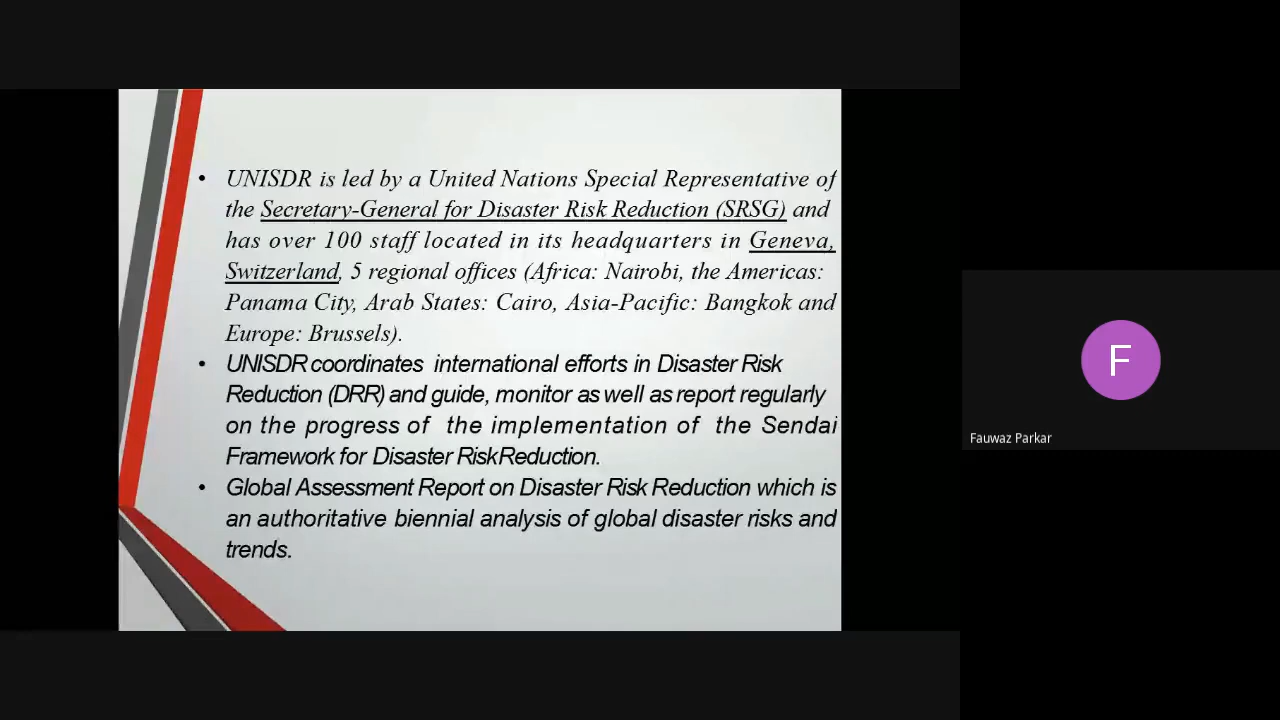 • UNISDR is led by a United Nations Special Representative of
the Secretary-General for Disaster Risk Reduction (SRSG) and
has over 100 staff located in its headquarters in Geneva,
Switzerland, 5 regional offices (Africa: Nairobi, the Americas:
Panama City, Arab States: Cairo, Asia-Pacific: Bangkok and
Europe: Brussels).
• UNISDR coordinates international efforts in Disaster Risk
Reduction (DRR) and guide, monitor as well as report regularly
on the progress of the implementation of the Sendai
Framework for Disaster Risk Reduction.
• Global Assessment Report on Disaster Risk Reduction which is
an authoritative biennial analysis of global disaster risks and
trends.
F
Fauwaz Parkar